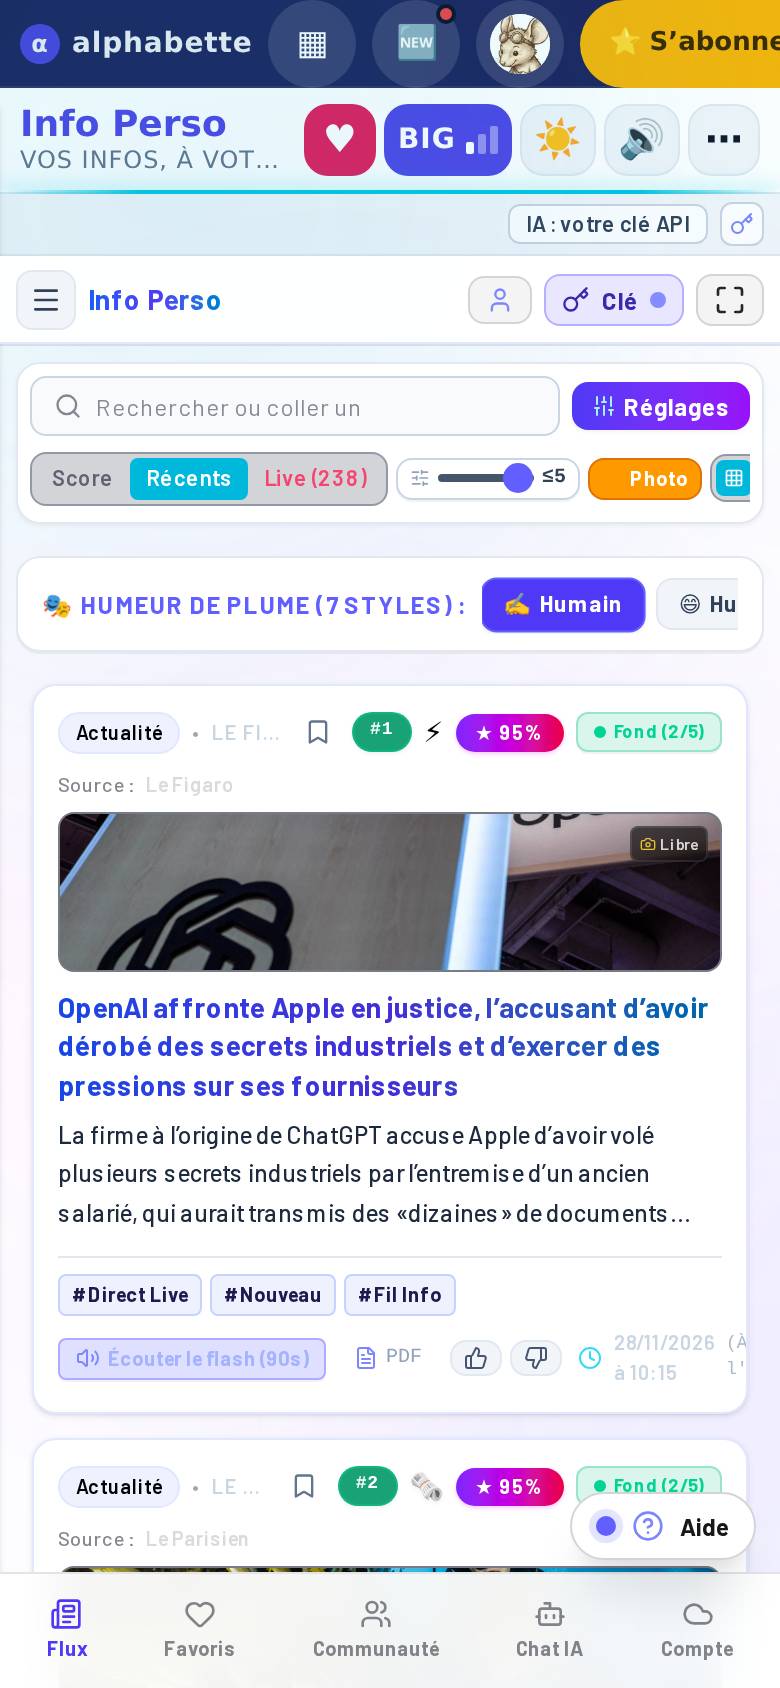 α alphabette NEW ⭐ S’abonne
Info Perso
VOS INFOS, À VOT…
BIG
IA : votre clé API
Info Perso
Clé
Rechercher ou coller un
Réglages
Score Récents Live (238) ≤5 Photo
🎭 HUMEUR DE PLUME (7 STYLES) : ✍️ Humain 😄 Hu
Actualité • LE FI… #1 ⚡ ★ 95% Fond (2/5)
Source : Le Figaro
Libre
OpenAI affronte Apple en justice, l’accusant d’avoir
dérobé des secrets industriels et d’exercer des
pressions sur ses fournisseurs
La firme à l’origine de ChatGPT accuse Apple d’avoir volé
plusieurs secrets industriels par l’entremise d’un ancien
salarié, qui aurait transmis des «dizaines» de documents…
#Direct Live #Nouveau #Fil Info
Écouter le flash (90s) PDF 28/11/2026 (À
à 10:15 l'
Actualité • LE … #2 🗞️ ★ 95% Fond (2/5)
Source : Le Parisien
Aide
Flux Favoris Communauté Chat IA Compte